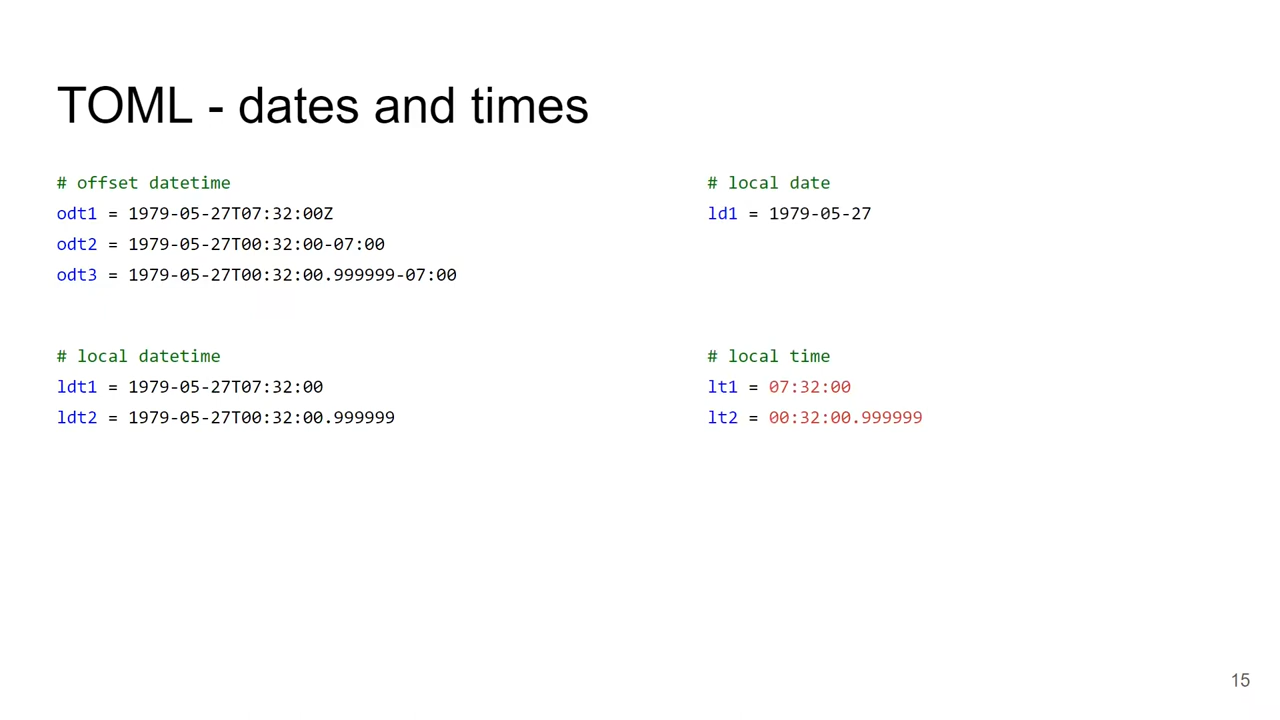 TOML - dates and times
# offset datetime
odt1 = 1979-05-27T07:32:00Z
odt2 = 1979-05-27T00:32:00-07:00
odt3 = 1979-05-27T00:32:00.999999-07:00
# local datetime
ldt1 = 1979-05-27T07:32:00
ldt2 = 1979-05-27T00:32:00.999999
# local date
ld1 = 1979-05-27
# local time
lt1 = 07:32:00
lt2 = 00:32:00.999999
15